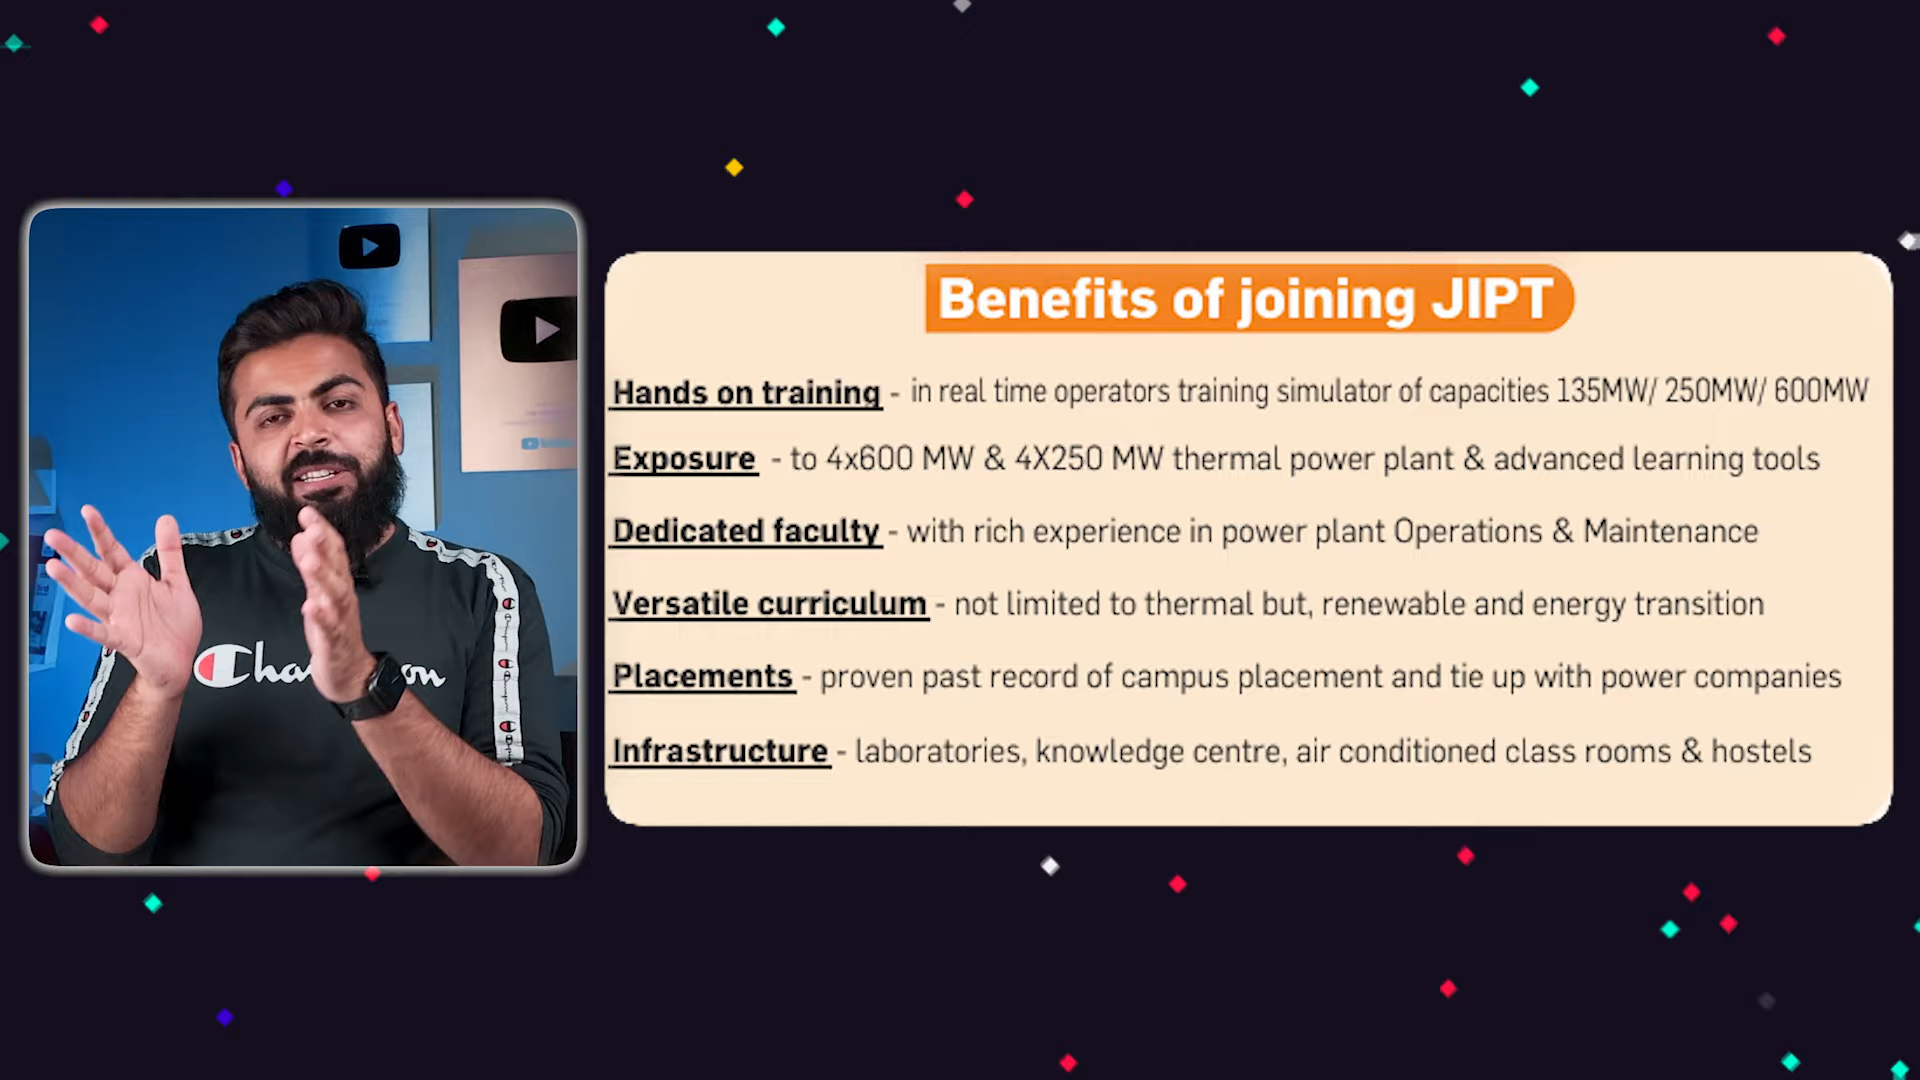 Benefits of joining JIPT
Hands on training - in real time operators training simulator of capacities 135MW/ 250MW/ 600MW
Exposure - to 4x600 MW & 4X250 MW thermal power plant & advanced learning tools
Dedicated faculty - with rich experience in power plant Operations & Maintenance
Versatile curriculum - not limited to thermal but, renewable and energy transition
Placements - proven past record of campus placement and tie up with power companies
Infrastructure - laboratories, knowledge centre, air conditioned class rooms & hostels